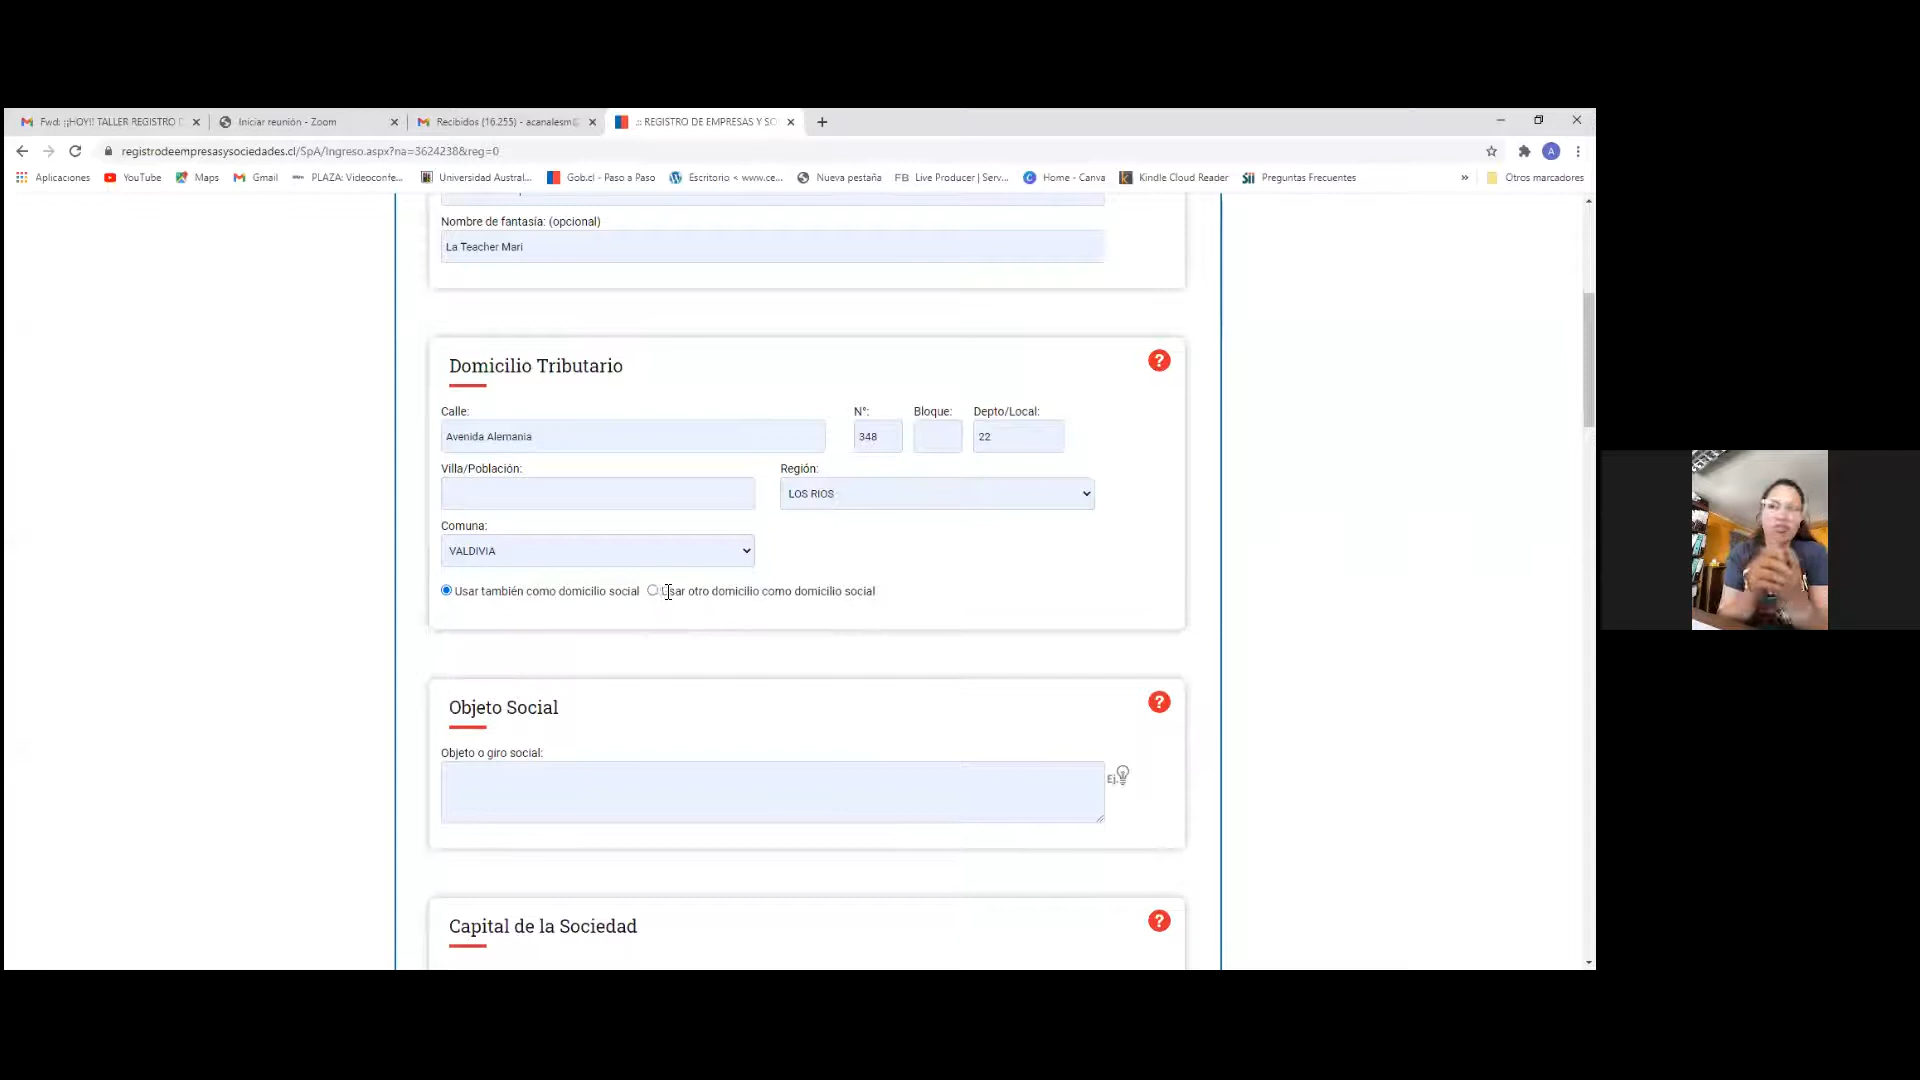 Fwd: ¡¡HOY!! TALLER REGISTRO
Iniciar reunión - Zoom
Recibidos (16.255) - acanalesm
.:: REGISTRO DE EMPRESAS Y SO
registrodeempresasysociedades.cl/SpA/Ingreso.aspx?na=3624238&reg=0
A
Aplicaciones
YouTube
Maps
Gmail
PLAZA: Videoconfe...
Universidad Austral...
Gob.cl - Paso a Paso
Escritorio < www.ce...
Nueva pestaña
FB Live Producer | Serv...
Home - Canva
Kindle Cloud Reader
Sii Preguntas Frecuentes
»
Otros marcadores
Nombre de fantasía: (opcional)
La Teacher Mari
Domicilio Tributario
?
Calle:
N°:
Bloque:
Depto/Local:
Avenida Alemania
348
22
Villa/Población:
Región:
LOS RIOS
Comuna:
VALDIVIA
Usar también como domicilio social
Usar otro domicilio como domicilio social
Objeto Social
?
Objeto o giro social:
Ej.
Capital de la Sociedad
?